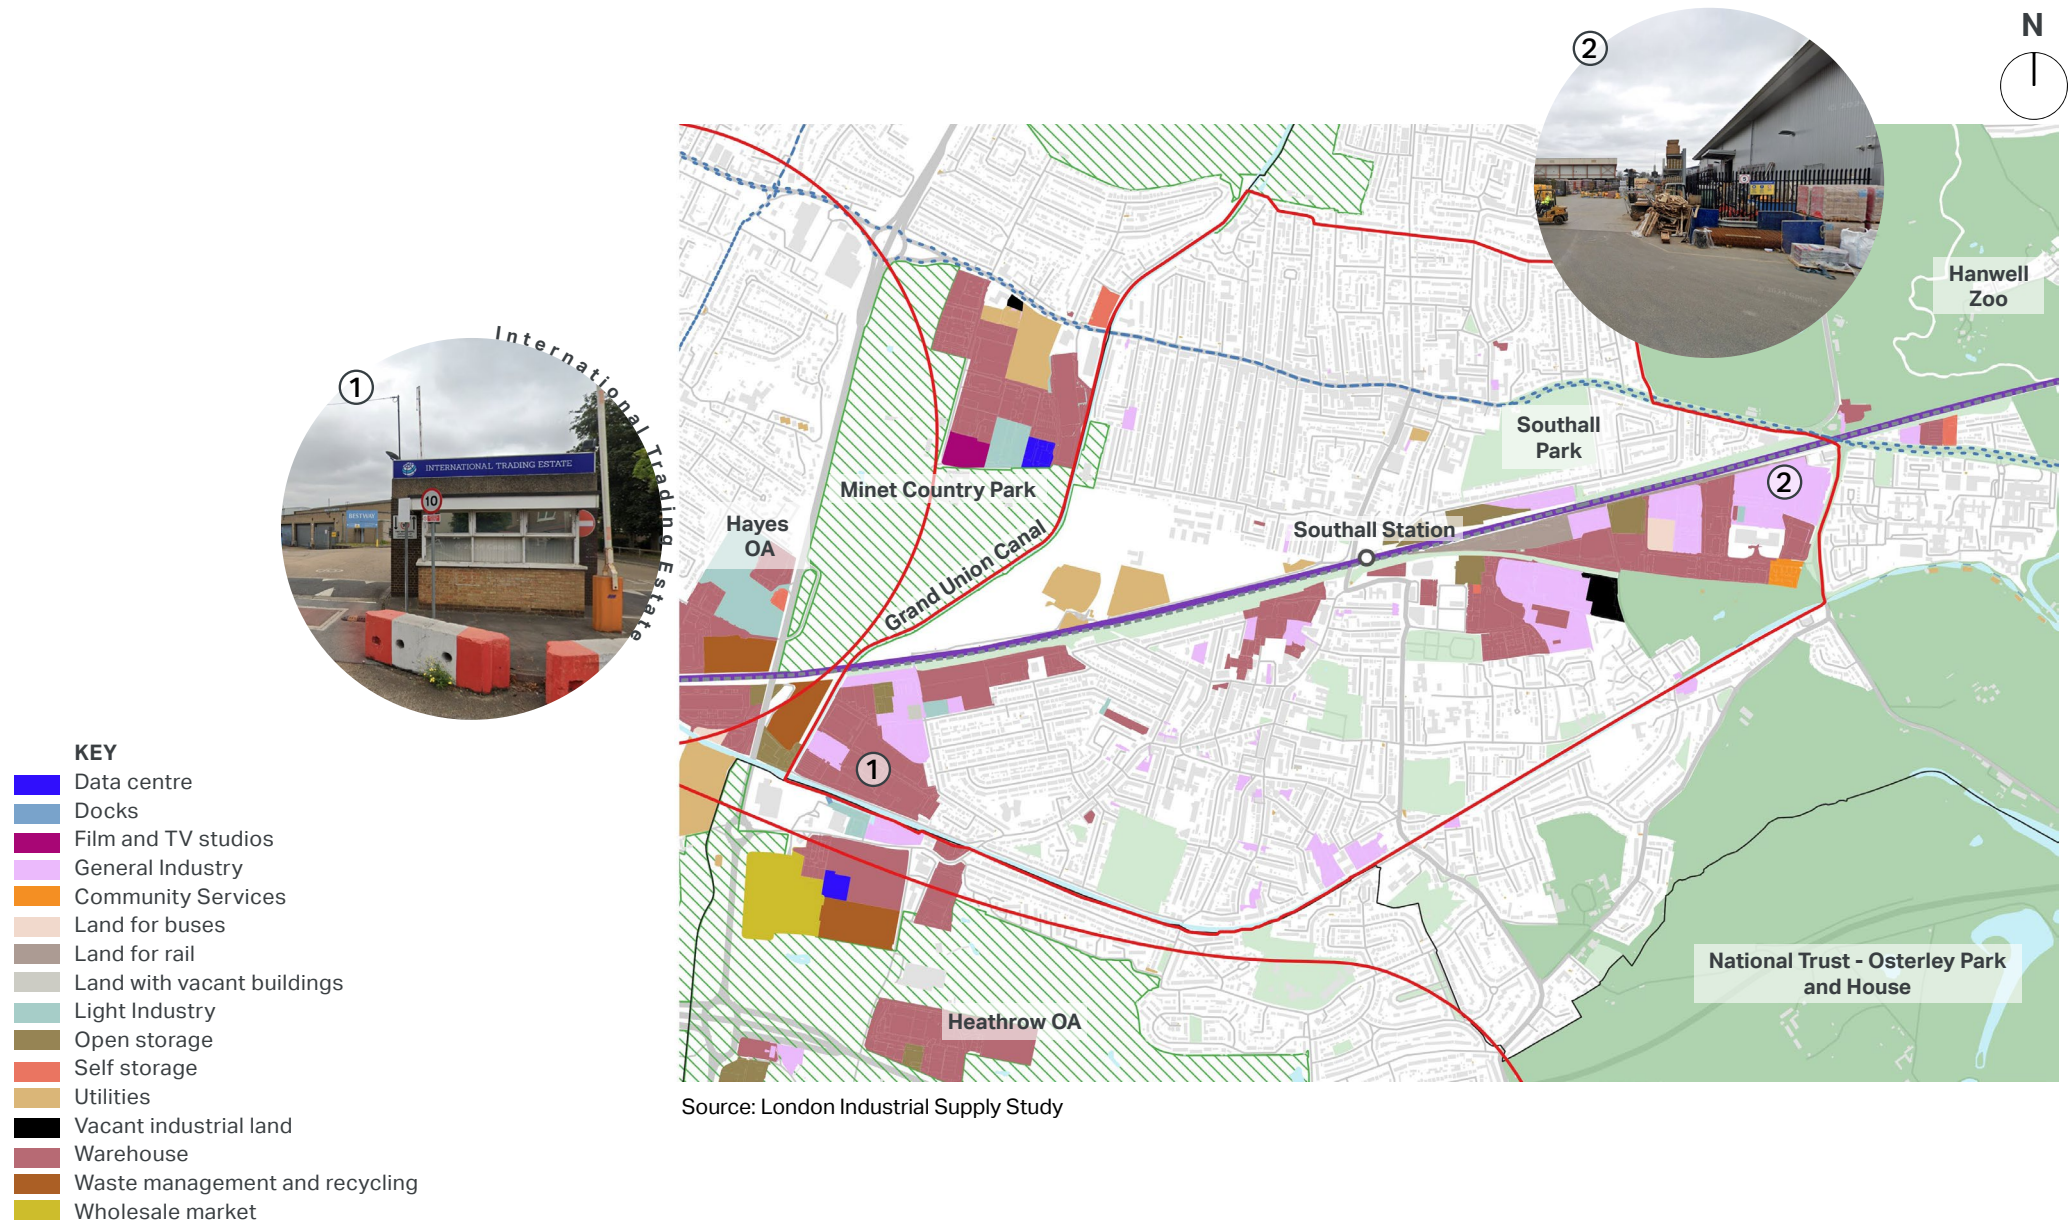 N
2
1
International Trading Estate
INTERNATIONAL TRADING ESTATE
10
BESTWAY
Hanwell
Zoo
Southall
Park
2
Minet Country Park
Hayes
OA
Southall Station
Grand Union Canal
1
National Trust - Osterley Park
and House
Heathrow OA
KEY
Data centre
Docks
Film and TV studios
General Industry
Community Services
Land for buses
Land for rail
Land with vacant buildings
Light Industry
Open storage
Self storage
Utilities
Vacant industrial land
Warehouse
Waste management and recycling
Wholesale market
Source: London Industrial Supply Study